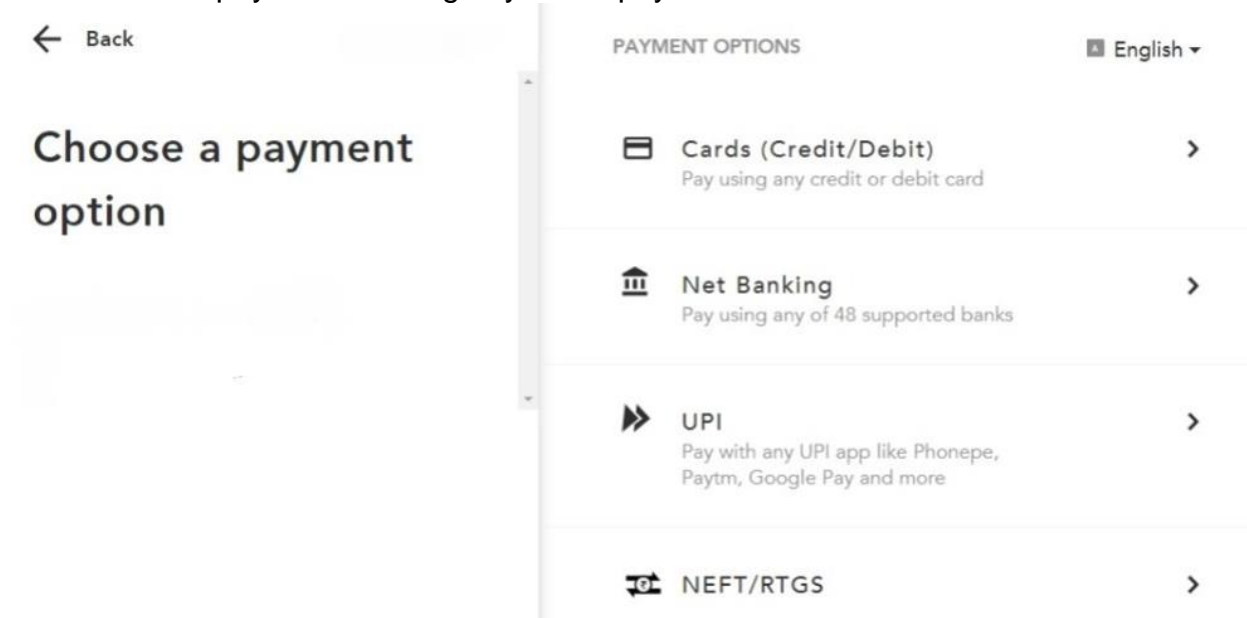 Back
Choose a payment
option
PAYMENT OPTIONS
English
Cards (Credit/Debit)
Pay using any credit or debit card
Net Banking
Pay using any of 48 supported banks
UPI
Pay with any UPI app like Phonepe,
Paytm, Google Pay and more
NEFT/RTGS